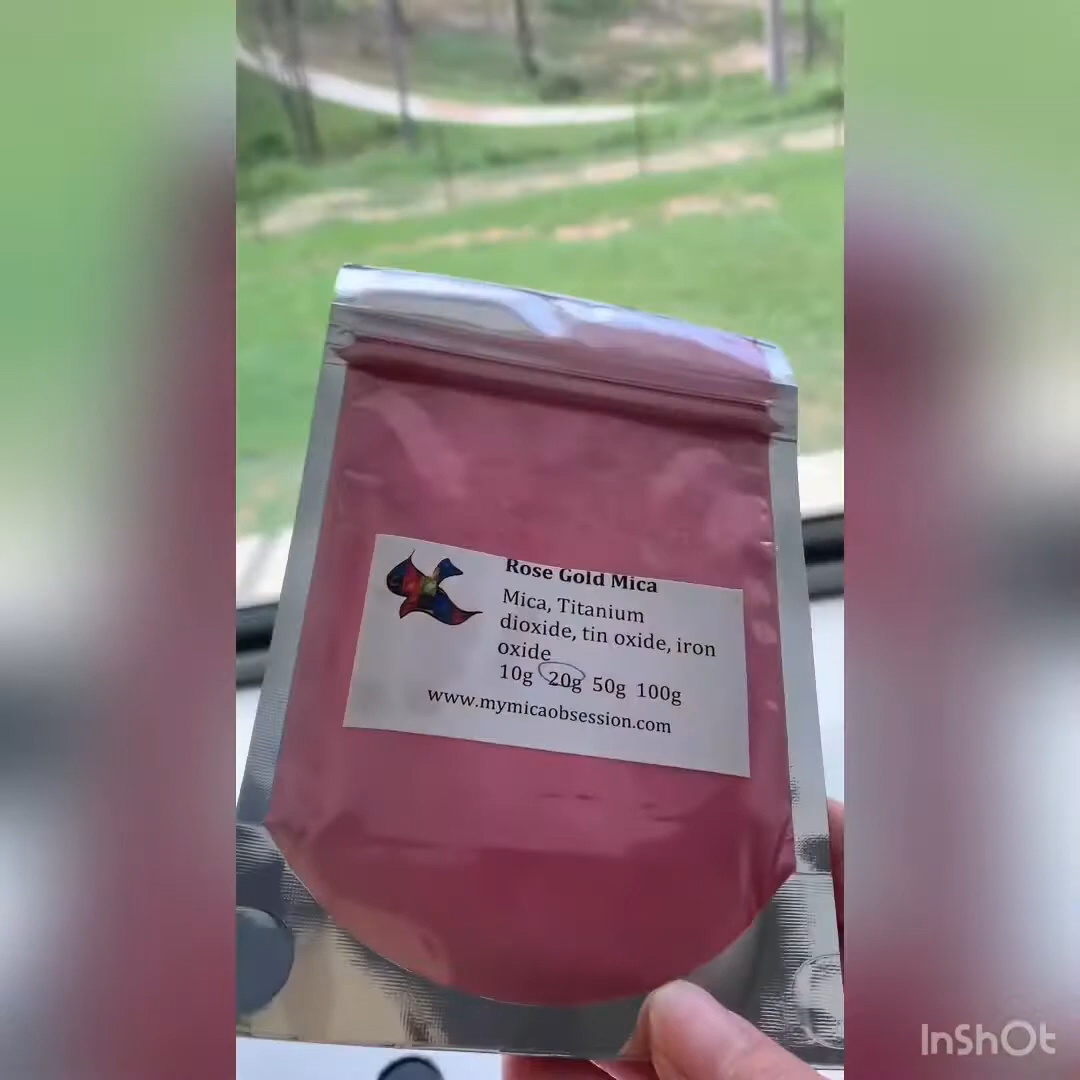 Rose Gold Mica
Mica, Titanium
dioxide, tin oxide, iron
oxide
10g 20g 50g 100g
www.mymicaobsession.com
InShOt